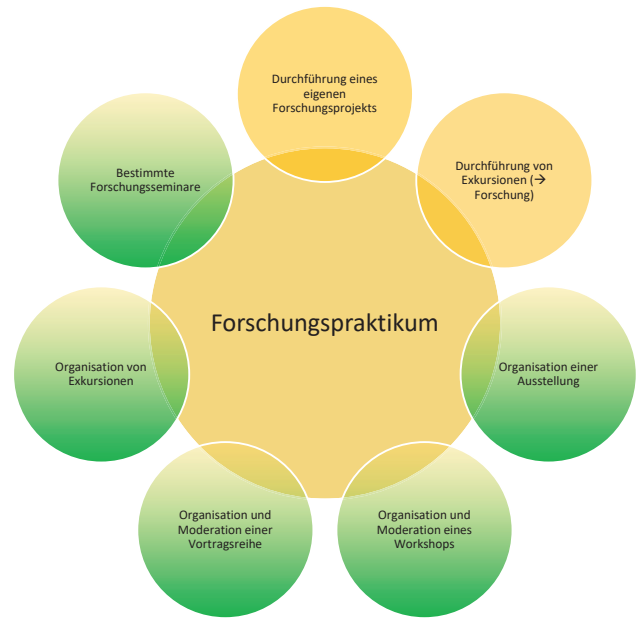 Durchführung eines
eigenen
Forschungsprojekts
Durchführung von
Exkursionen (→
Forschung)
Organisation einer
Ausstellung
Organisation und
Moderation eines
Workshops
Organisation und
Moderation einer
Vortragsreihe
Organisation von
Exkursionen
Bestimmte
Forschungsseminare
Forschungspraktikum